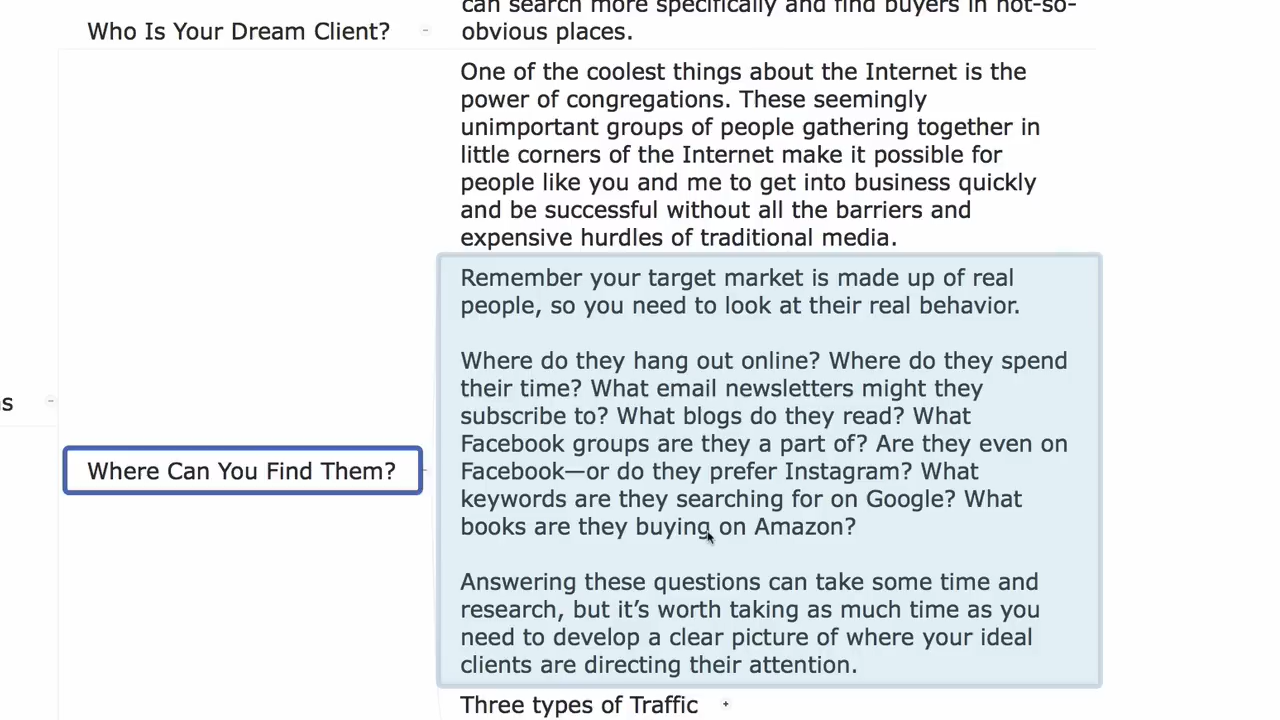 can search more specifically and find buyers in not-so-
obvious places.
Who Is Your Dream Client?
One of the coolest things about the Internet is the
power of congregations. These seemingly
unimportant groups of people gathering together in
little corners of the Internet make it possible for
people like you and me to get into business quickly
and be successful without all the barriers and
expensive hurdles of traditional media.
Remember your target market is made up of real
people, so you need to look at their real behavior.
Where do they hang out online? Where do they spend
their time? What email newsletters might they
subscribe to? What blogs do they read? What
Facebook groups are they a part of? Are they even on
Facebook—or do they prefer Instagram? What
keywords are they searching for on Google? What
books are they buying on Amazon?
Answering these questions can take some time and
research, but it’s worth taking as much time as you
need to develop a clear picture of where your ideal
clients are directing their attention.
Where Can You Find Them?
Three types of Traffic